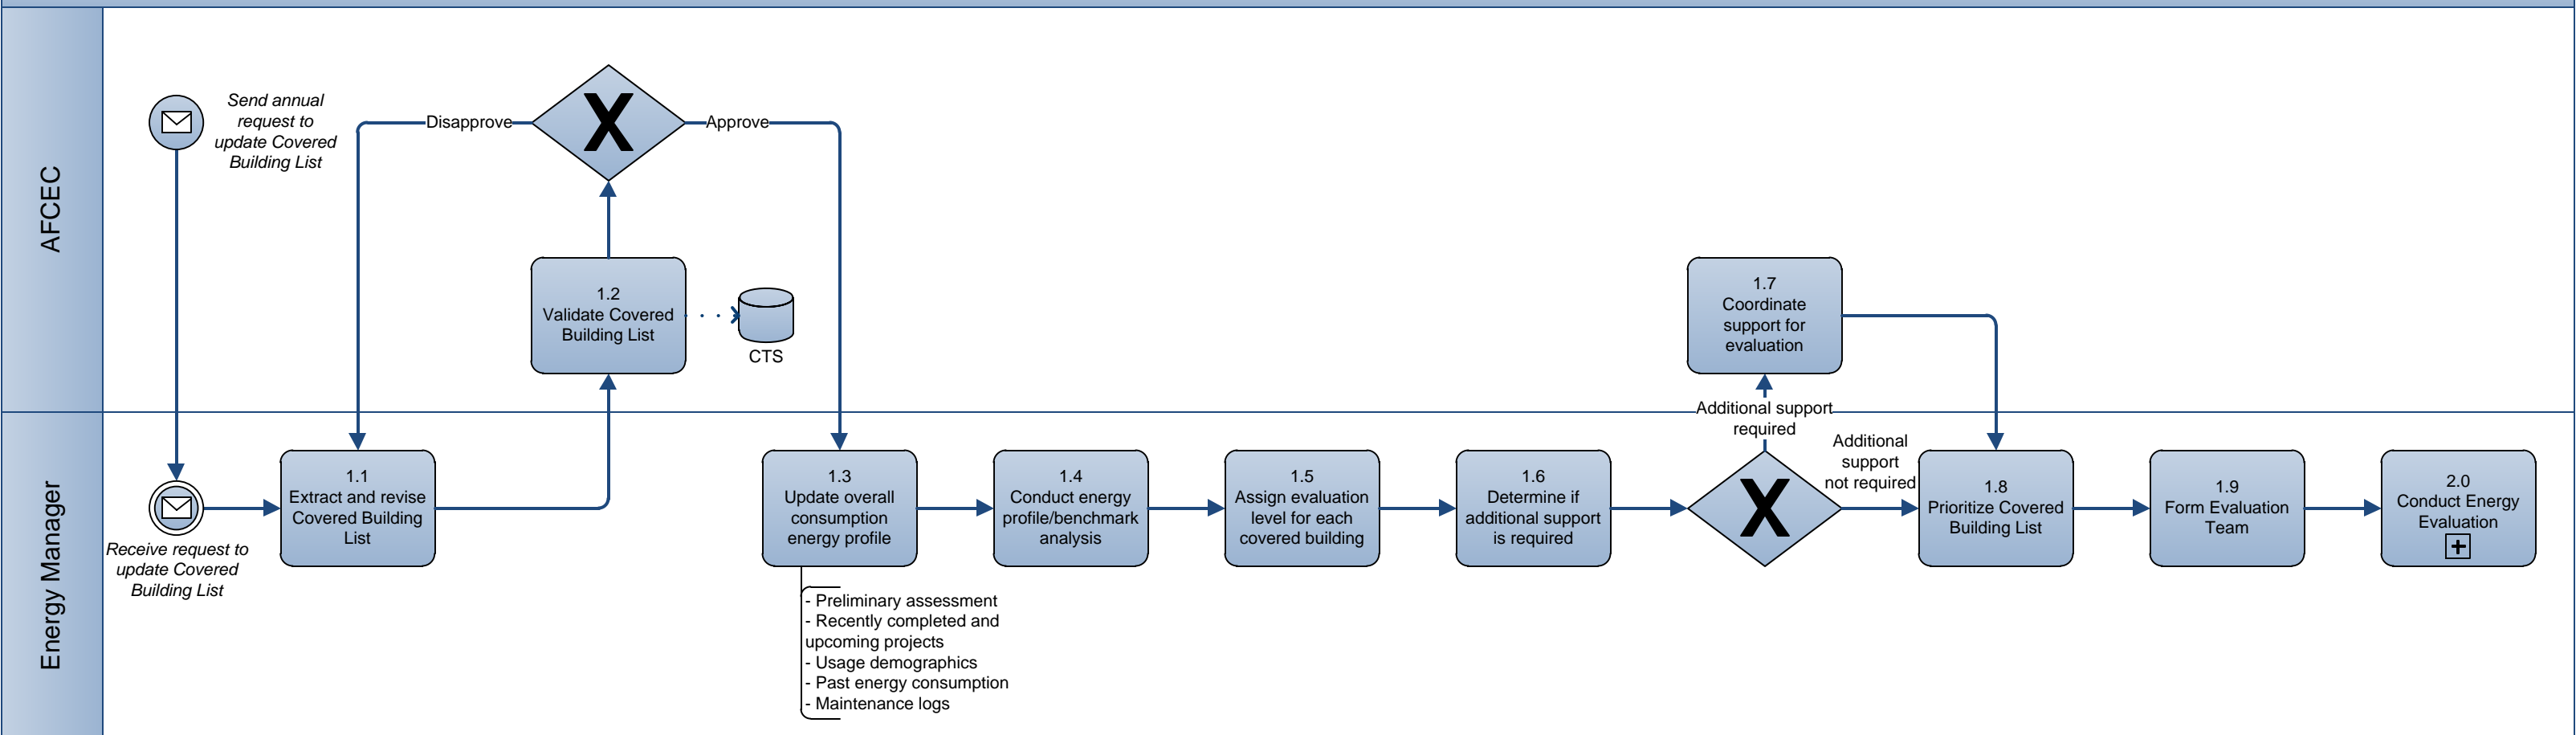 AFCEC
Send annual
request to
update Covered
Building List
Disapprove
X
Approve
1.2
Validate Covered
Building List
CTS
1.7
Coordinate
support for
evaluation
Additional support
required
Energy Manager
Receive request to
update Covered
Building List
1.1
Extract and revise
Covered Building
List
1.3
Update overall
consumption
energy profile
- Preliminary assessment
- Recently completed and
upcoming projects
- Usage demographics
- Past energy consumption
- Maintenance logs
1.4
Conduct energy
profile/benchmark
analysis
1.5
Assign evaluation
level for each
covered building
1.6
Determine if
additional support
is required
X
Additional
support
not required
1.8
Prioritize Covered
Building List
1.9
Form Evaluation
Team
2.0
Conduct Energy
Evaluation